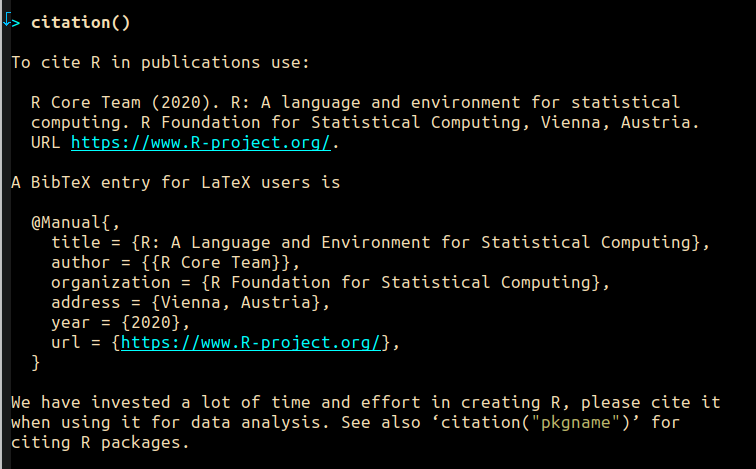 > citation()
To cite R in publications use:
R Core Team (2020). R: A language and environment for statistical
computing. R Foundation for Statistical Computing, Vienna, Austria.
URL https://www.R-project.org/.
A BibTeX entry for LaTeX users is
@Manual{,
title = {R: A Language and Environment for Statistical Computing},
author = {{R Core Team}},
organization = {R Foundation for Statistical Computing},
address = {Vienna, Austria},
year = {2020},
url = {https://www.R-project.org/},
}
We have invested a lot of time and effort in creating R, please cite it
when using it for data analysis. See also ‘citation("pkgname")’ for
citing R packages.